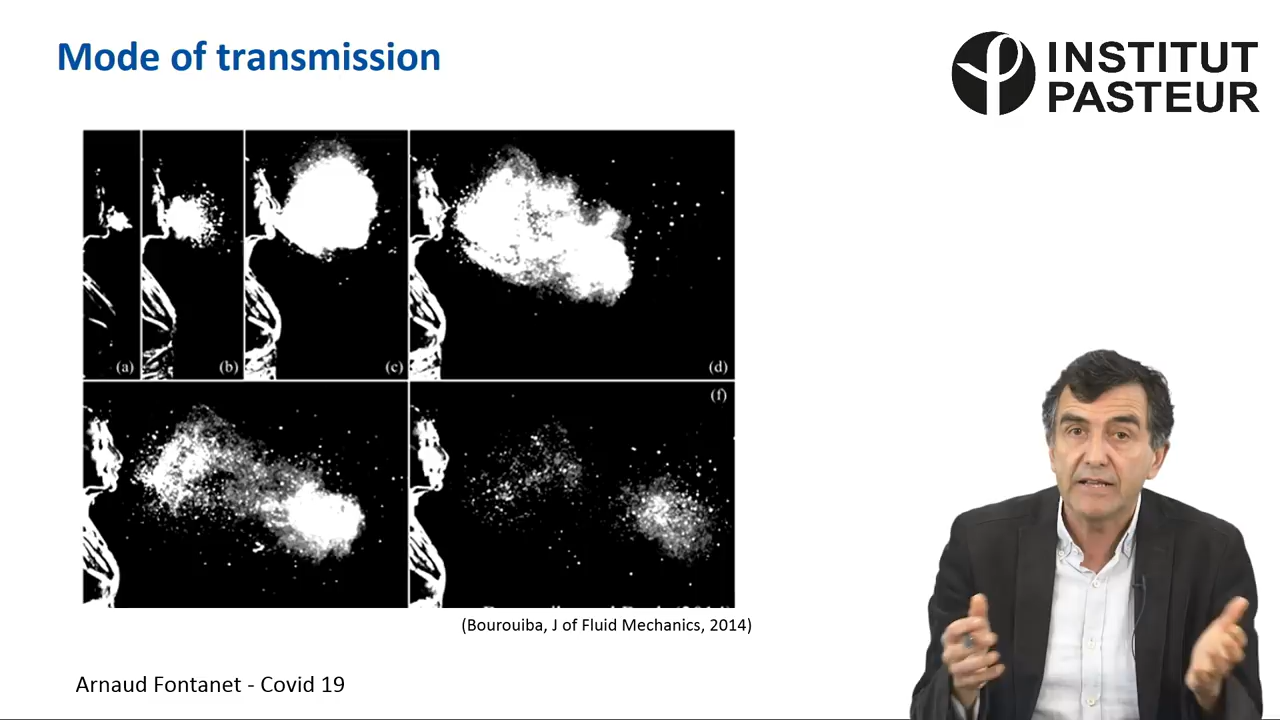 Mode of transmission
INSTITUT
PASTEUR
(a)
(b)
(c)
(d)
(f)
(Bourouiba, J of Fluid Mechanics, 2014)
Arnaud Fontanet - Covid 19